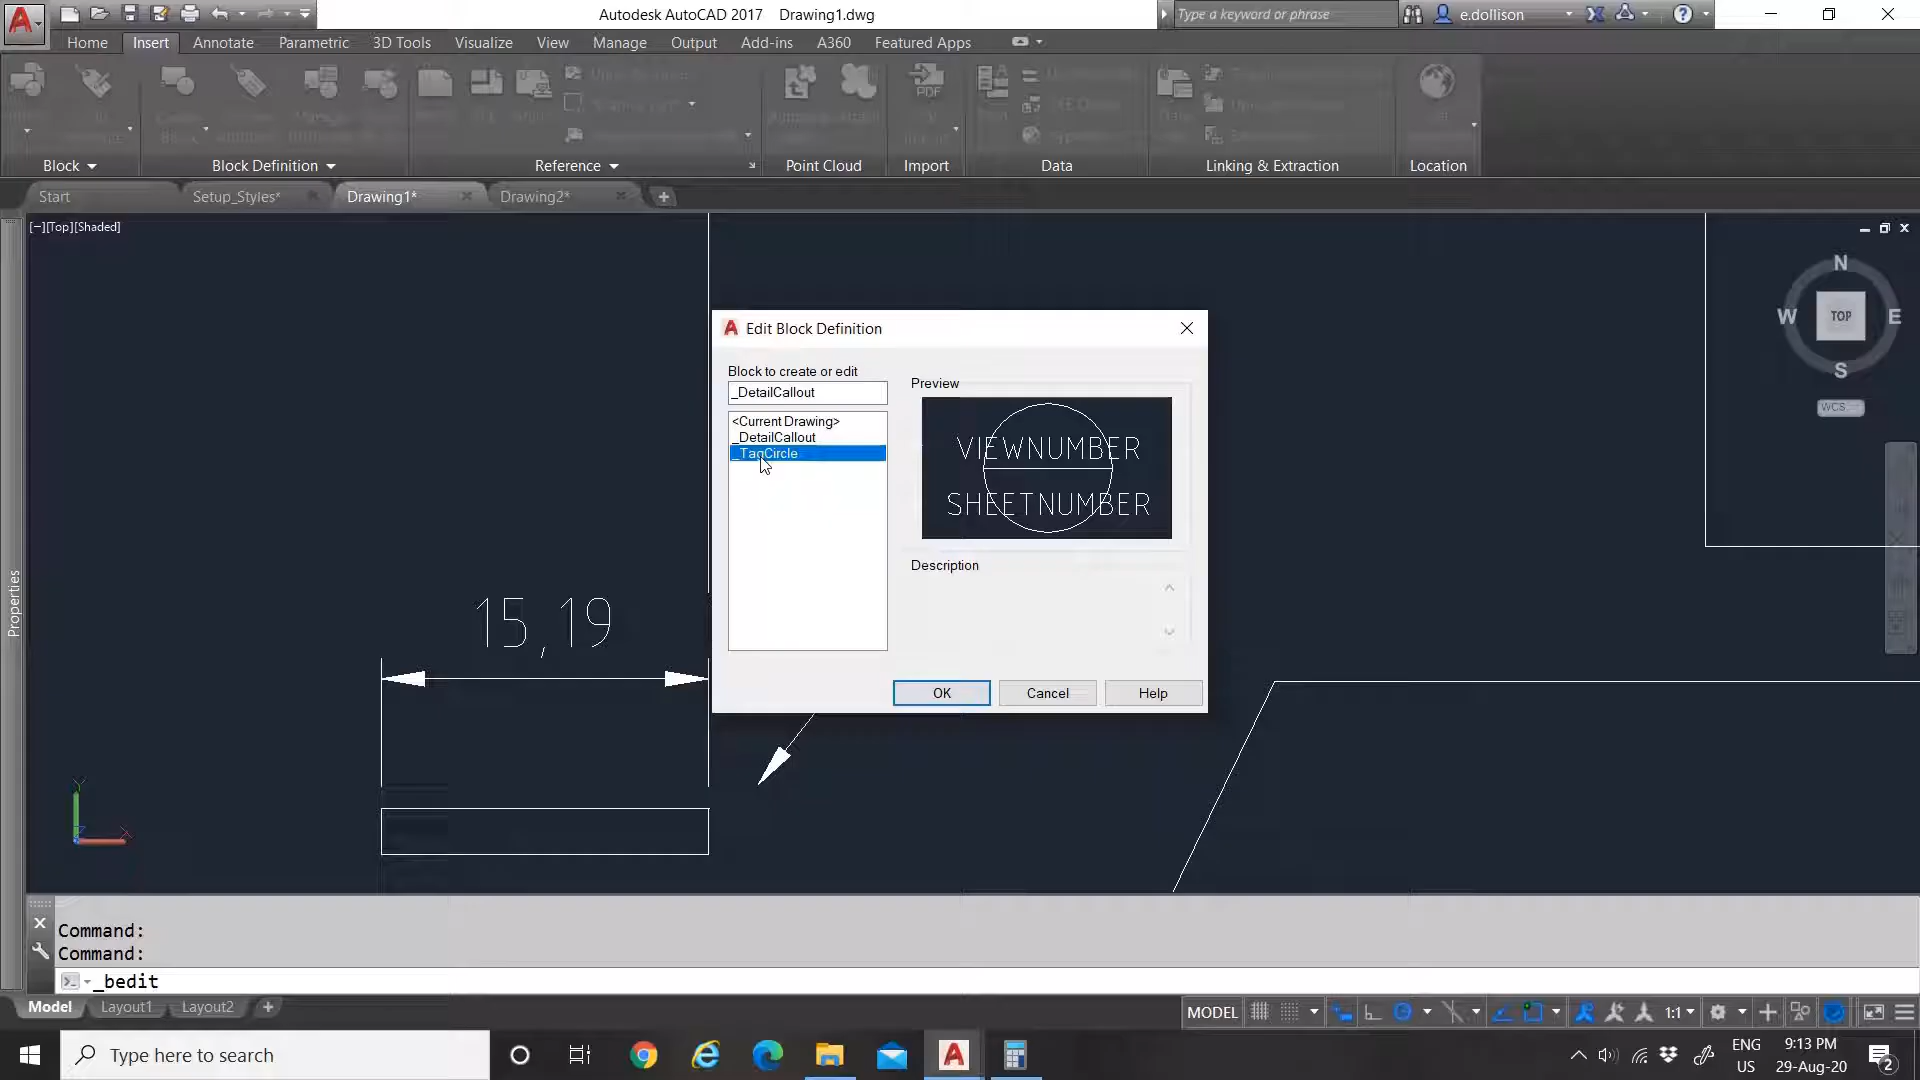 Autodesk AutoCAD 2017 Drawing1.dwg
Type a keyword or phrase
e.dollison
Home Insert Annotate Parametric 3D Tools Visualize View Manage Output Add-ins A360 Featured Apps
PDF
Block Block Definition Reference Point Cloud Import Data Linking & Extraction Location
Start Setup_Styles* Drawing1* Drawing2*
[−][Top][Shaded]
N
W TOP E
S
WCS
Edit Block Definition
Block to create or edit
_DetailCallout
<Current Drawing>
_DetailCallout
_TagCircle
Preview
VIEWNUMBER
SHEETNUMBER
Description
OK Cancel Help
15,19
Properties
Y
X
Command:
Command:
_bedit
Model Layout1 Layout2
MODEL 1:1
Type here to search
ENG
US
9:13 PM
29-Aug-20
2